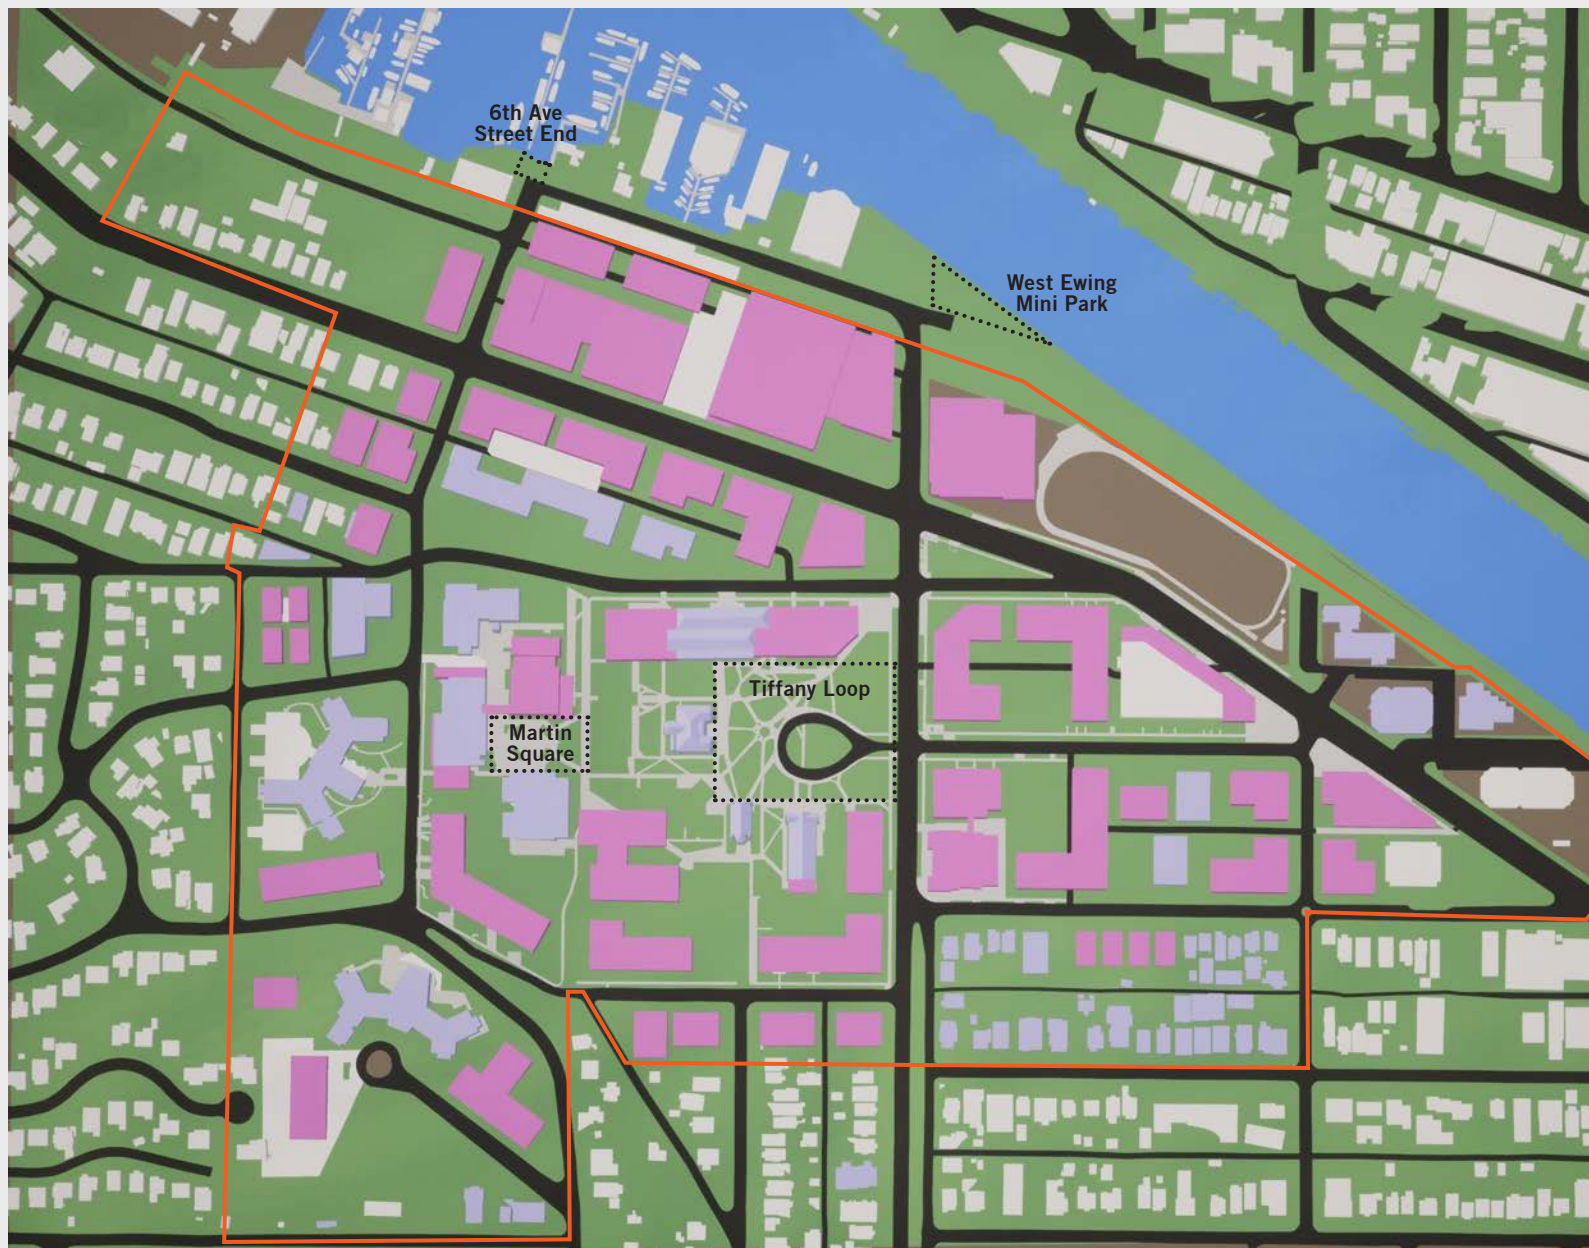 6th Ave
Street End
West Ewing
Mini Park
Tiffany Loop
Martin
Square